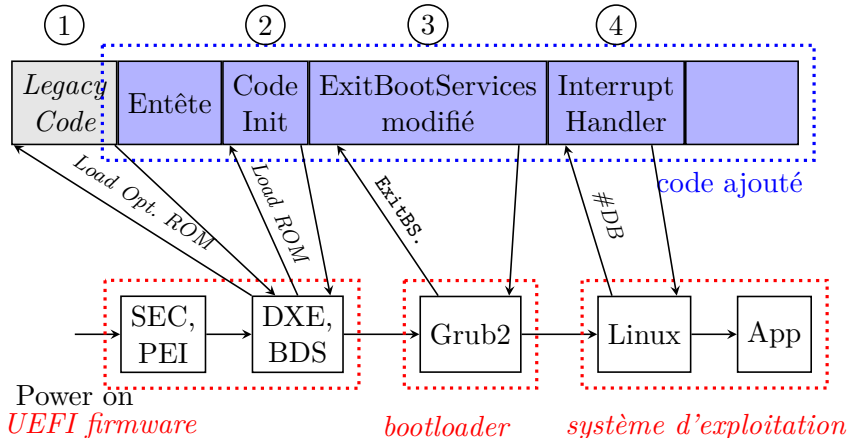 1 2 3 4
Legacy
Code
Entête
Code
Init
ExitBootServices
modifié
Interrupt
Handler
code ajouté
Load Opt. ROM
Load ROM
ExitBS.
#DB
SEC,
PEI
DXE,
BDS
Grub2
Linux
App
Power on
UEFI firmware
bootloader
système d'exploitation